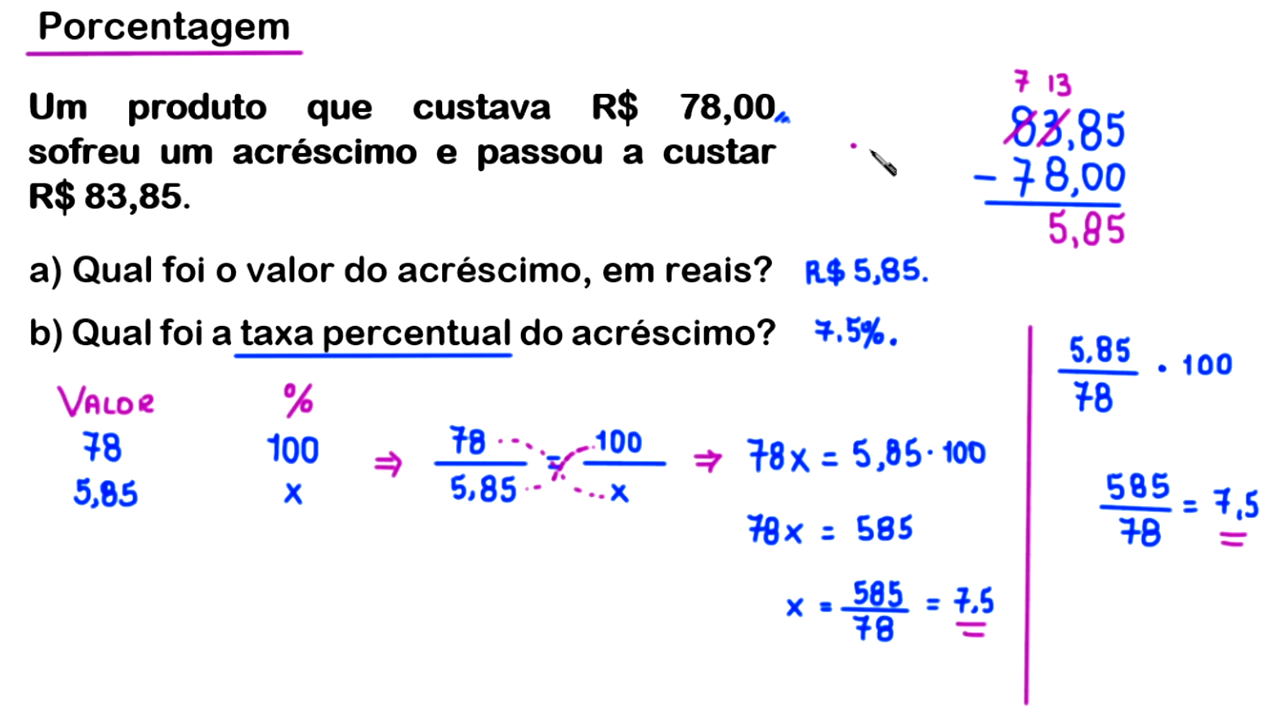 Porcentagem
Um produto que custava R$ 78,00
sofreu um acréscimo e passou a custar
R$ 83,85.
7 13
83,85
- 78,00
5,85
a) Qual foi o valor do acréscimo, em reais? R$ 5,85.
b) Qual foi a taxa percentual do acréscimo? 7.5%.
VALOR %
78 100
5,85 x
⇒ 78/5,85 = 100/x ⇒ 78x = 5,85 · 100
78x = 585
x = 585/78 = 7,5
5,85/78 · 100
585/78 = 7,5